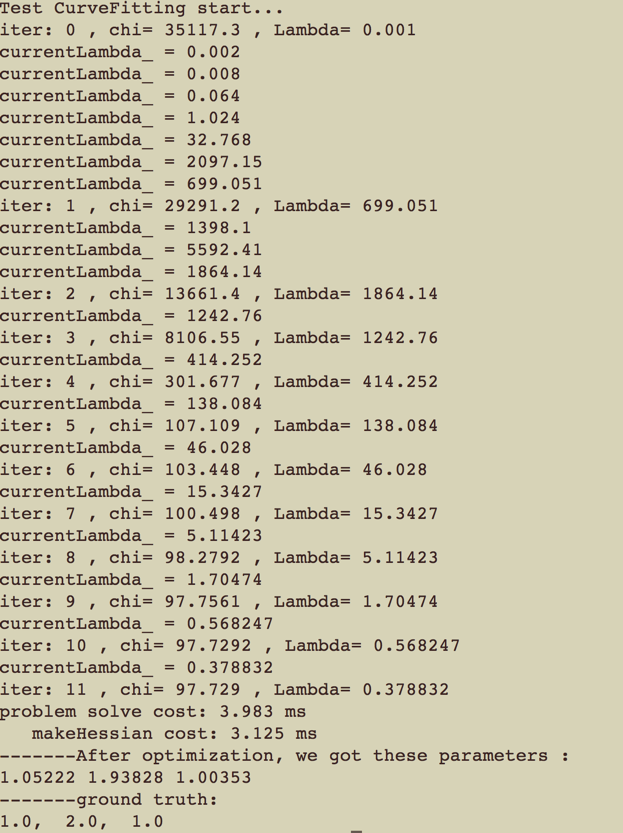 Test CurveFitting start...
iter: 0 , chi= 35117.3 , Lambda= 0.001
currentLambda_ = 0.002
currentLambda_ = 0.008
currentLambda_ = 0.064
currentLambda_ = 1.024
currentLambda_ = 32.768
currentLambda_ = 2097.15
currentLambda_ = 699.051
iter: 1 , chi= 29291.2 , Lambda= 699.051
currentLambda_ = 1398.1
currentLambda_ = 5592.41
currentLambda_ = 1864.14
iter: 2 , chi= 13661.4 , Lambda= 1864.14
currentLambda_ = 1242.76
iter: 3 , chi= 8106.55 , Lambda= 1242.76
currentLambda_ = 414.252
iter: 4 , chi= 301.677 , Lambda= 414.252
currentLambda_ = 138.084
iter: 5 , chi= 107.109 , Lambda= 138.084
currentLambda_ = 46.028
iter: 6 , chi= 103.448 , Lambda= 46.028
currentLambda_ = 15.3427
iter: 7 , chi= 100.498 , Lambda= 15.3427
currentLambda_ = 5.11423
iter: 8 , chi= 98.2792 , Lambda= 5.11423
currentLambda_ = 1.70474
iter: 9 , chi= 97.7561 , Lambda= 1.70474
currentLambda_ = 0.568247
iter: 10 , chi= 97.7292 , Lambda= 0.568247
currentLambda_ = 0.378832
iter: 11 , chi= 97.729 , Lambda= 0.378832
problem solve cost: 3.983 ms
   makeHessian cost: 3.125 ms
-------After optimization, we got these parameters :
1.05222 1.93828 1.00353
-------ground truth:
1.0,  2.0,  1.0